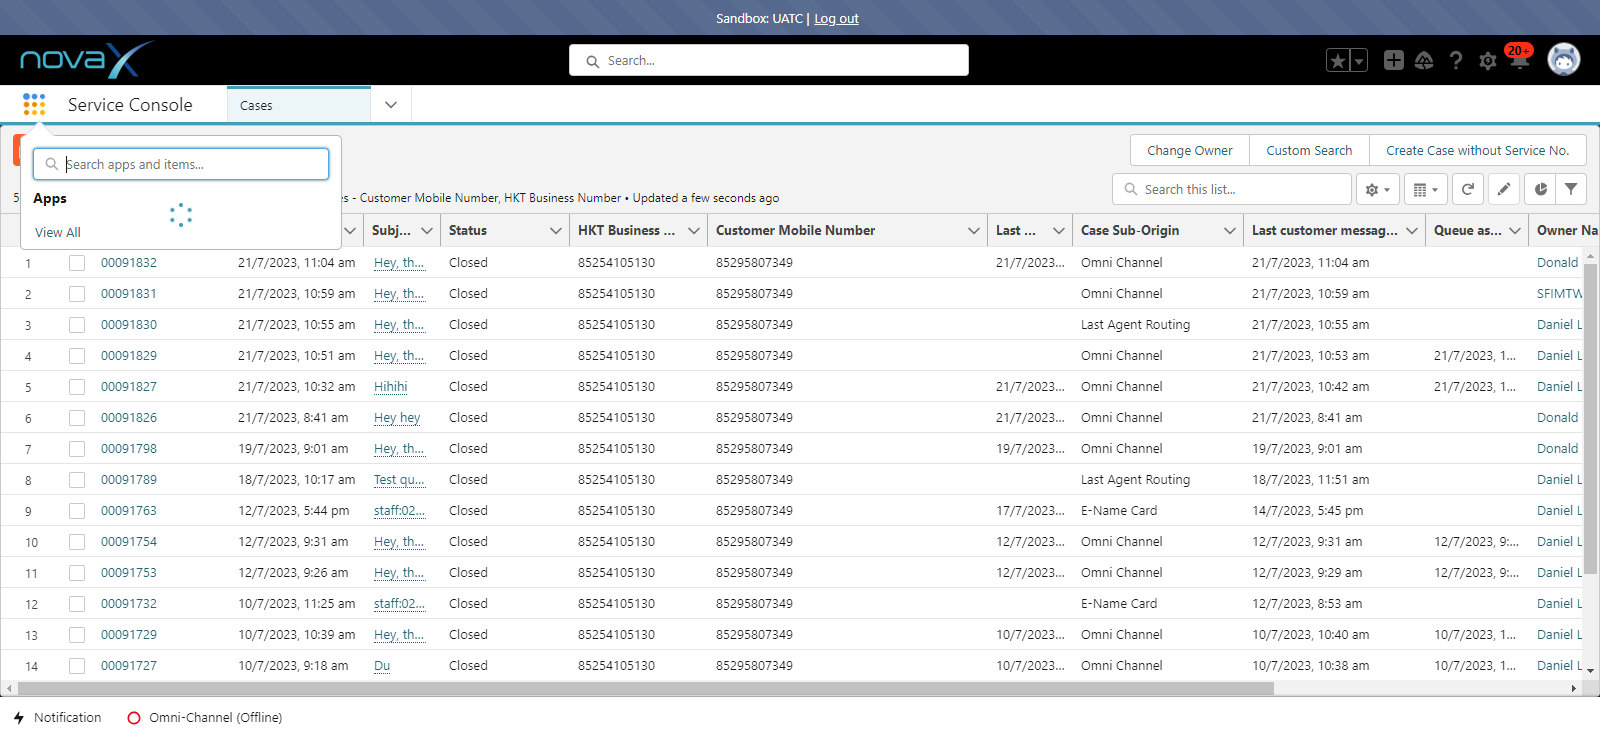 Sandbox: UATC | Log out
novaX
Search...
20+
Service Console
Cases
Search apps and items...
Apps
View All
Change Owner
Custom Search
Create Case without Service No.
5
s - Customer Mobile Number, HKT Business Number • Updated a few seconds ago
Search this list...
Subj... Status HKT Business ... Customer Mobile Number Last ... Case Sub-Origin Last customer messag... Queue as... Owner Na
1 00091832 21/7/2023, 11:04 am Hey, th... Closed 85254105130 85295807349 21/7/2023... Omni Channel 21/7/2023, 11:04 am Donald
2 00091831 21/7/2023, 10:59 am Hey, th... Closed 85254105130 85295807349 Omni Channel 21/7/2023, 10:59 am SFIMTW
3 00091830 21/7/2023, 10:55 am Hey, th... Closed 85254105130 85295807349 Last Agent Routing 21/7/2023, 10:55 am Daniel L
4 00091829 21/7/2023, 10:51 am Hey, th... Closed 85254105130 85295807349 Omni Channel 21/7/2023, 10:53 am 21/7/2023, 1... Daniel L
5 00091827 21/7/2023, 10:32 am Hihihi Closed 85254105130 85295807349 21/7/2023... Omni Channel 21/7/2023, 10:42 am 21/7/2023, 1... Daniel L
6 00091826 21/7/2023, 8:41 am Hey hey Closed 85254105130 85295807349 21/7/2023... Omni Channel 21/7/2023, 8:41 am Donald
7 00091798 19/7/2023, 9:01 am Hey, th... Closed 85254105130 85295807349 19/7/2023... Omni Channel 19/7/2023, 9:01 am Donald
8 00091789 18/7/2023, 10:17 am Test qu... Closed 85254105130 85295807349 Last Agent Routing 18/7/2023, 11:51 am Daniel L
9 00091763 12/7/2023, 5:44 pm staff:02... Closed 85254105130 85295807349 17/7/2023... E-Name Card 14/7/2023, 5:45 pm Daniel L
10 00091754 12/7/2023, 9:31 am Hey, th... Closed 85254105130 85295807349 12/7/2023... Omni Channel 12/7/2023, 9:31 am 12/7/2023, 9:... Daniel L
11 00091753 12/7/2023, 9:26 am Hey, th... Closed 85254105130 85295807349 12/7/2023... Omni Channel 12/7/2023, 9:29 am 12/7/2023, 9:... Daniel L
12 00091732 10/7/2023, 11:25 am staff:02... Closed 85254105130 85295807349 E-Name Card 12/7/2023, 8:53 am Daniel L
13 00091729 10/7/2023, 10:39 am Hey, th... Closed 85254105130 85295807349 10/7/2023... Omni Channel 10/7/2023, 10:40 am 10/7/2023, 1... Daniel L
14 00091727 10/7/2023, 9:18 am Du Closed 85254105130 85295807349 10/7/2023... Omni Channel 10/7/2023, 10:38 am 10/7/2023, 1... Daniel L
Notification
Omni-Channel (Offline)